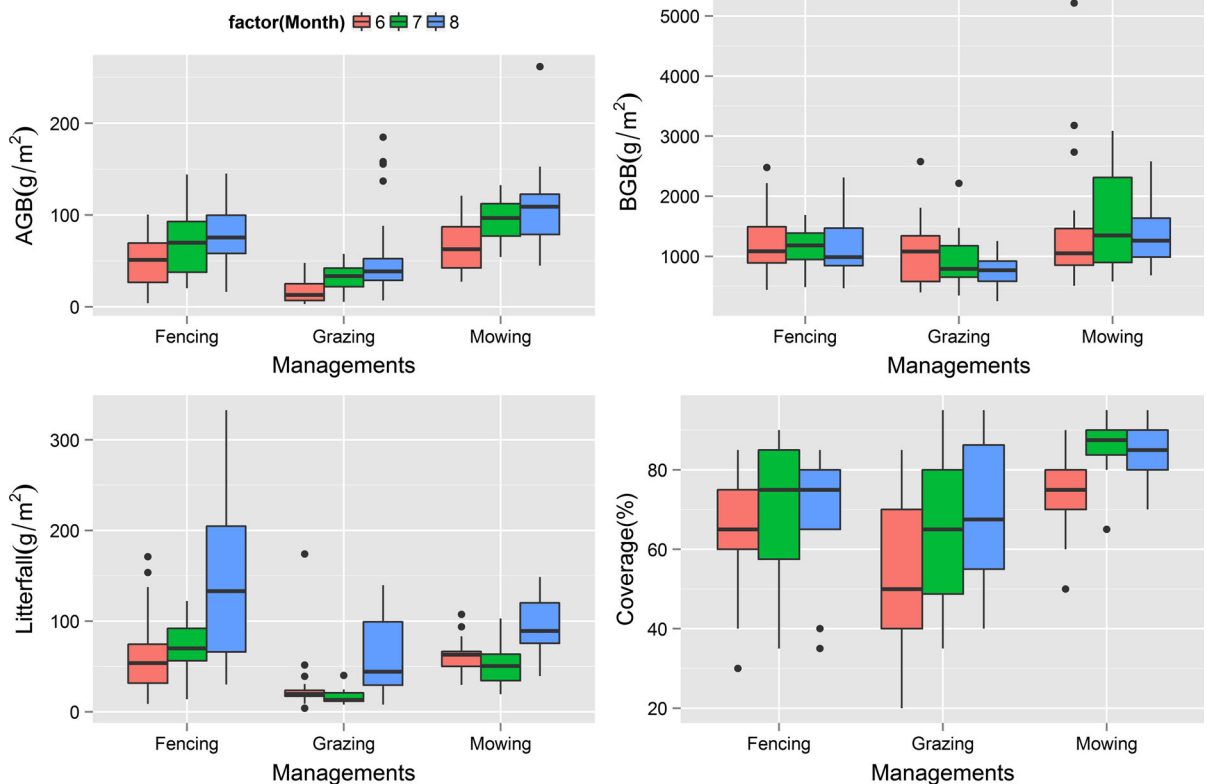 factor(Month) 6 7 8
AGB(g/m²)
200
100
0
Fencing Grazing Mowing
Managements
BGB(g/m²)
5000
4000
3000
2000
1000
Fencing Grazing Mowing
Managements
Litterfall(g/m²)
300
200
100
0
Fencing Grazing Mowing
Managements
Coverage(%)
80
60
40
20
Fencing Grazing Mowing
Managements